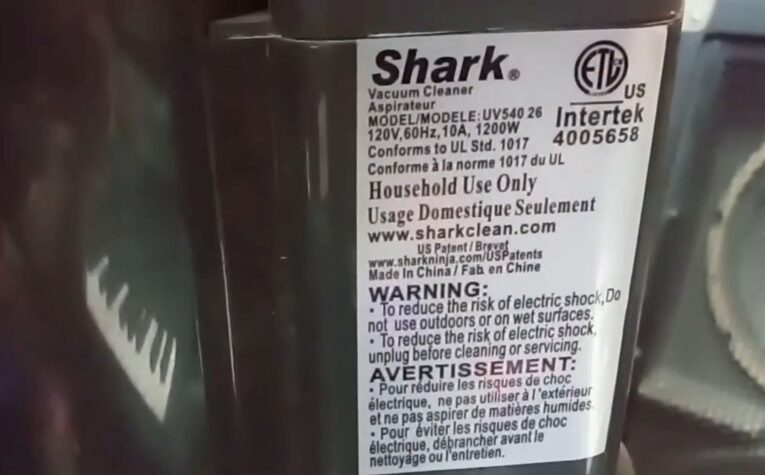 Shark®
Vacuum Cleaner
Aspirateur
MODEL/MODELE:UV540 26
120V,60Hz,10A, 1200W
Conforms to UL Std. 1017
Conforme à la norme 1017 du UL
ETL CM
US
Intertek
4005658
Household Use Only
Usage Domestique Seulement
www.sharkclean.com
US Patent/Brevet
www.sharkninja.com/USPatents
Made In China / Fab. en Chine
WARNING:
• To reduce the risk of electric shock,Do
not use outdoors or on wet surfaces.
• To reduce the risk of electric shock,
unplug before cleaning or servicing.
AVERTISSEMENT:
• Pour réduire les risques de choc
électrique, ne pas utiliser à l'extérieur
et ne pas aspirer de matières humides.
• Pour éviter les risques de choc
électrique, débrancher avant le
nettoyage ou l'entretien.